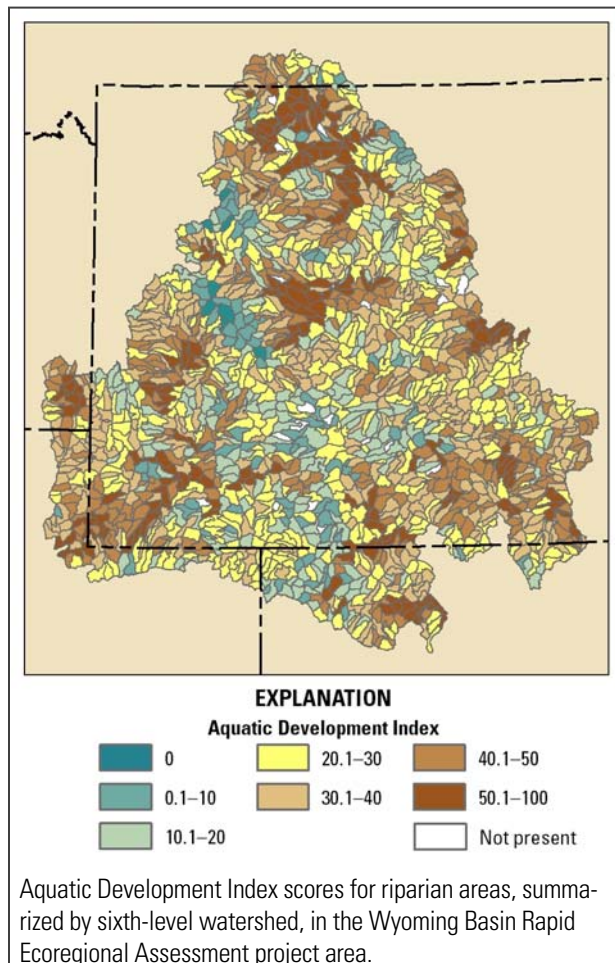 EXPLANATION
Aquatic Development Index
0
20.1–30
40.1–50
0.1–10
30.1–40
50.1–100
10.1–20
Not present
Aquatic Development Index scores for riparian areas, summa-
rized by sixth-level watershed, in the Wyoming Basin Rapid
Ecoregional Assessment project area.